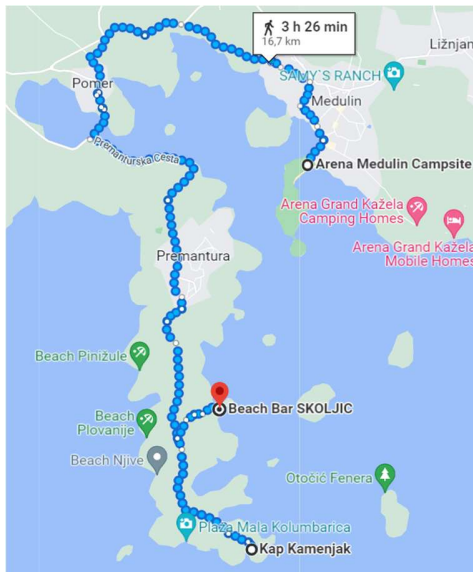 3 h 26 min
16,7 km
Ližnjan
SAMY`S RANCH
Pomer
Medulin
Premanturska Cesta
Arena Medulin Campsite
Arena Grand Kažela
Camping Homes
Arena Grand Kažela
Mobile Homes
Premantura
Beach Pinižule
Beach
Plovanije
Beach Bar SKOLJIC
Beach Njive
Otočić Fenera
Plaža Mala Kolumbarica
Kap Kamenjak